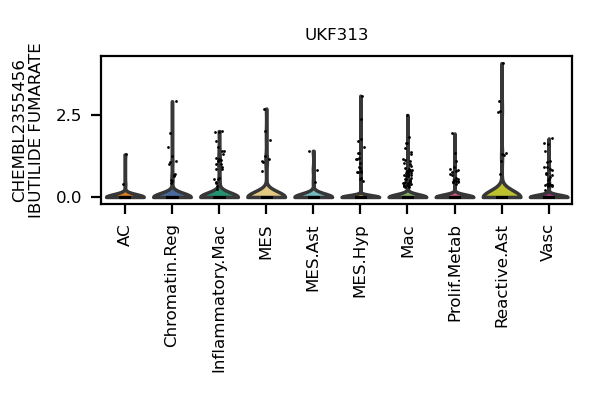 UKF313
CHEMBL2355456
IBUTILIDE FUMARATE
2.5
0.0
AC
Chromatin.Reg
Inflammatory.Mac
MES
MES.Ast
MES.Hyp
Mac
Prolif.Metab
Reactive.Ast
Vasc